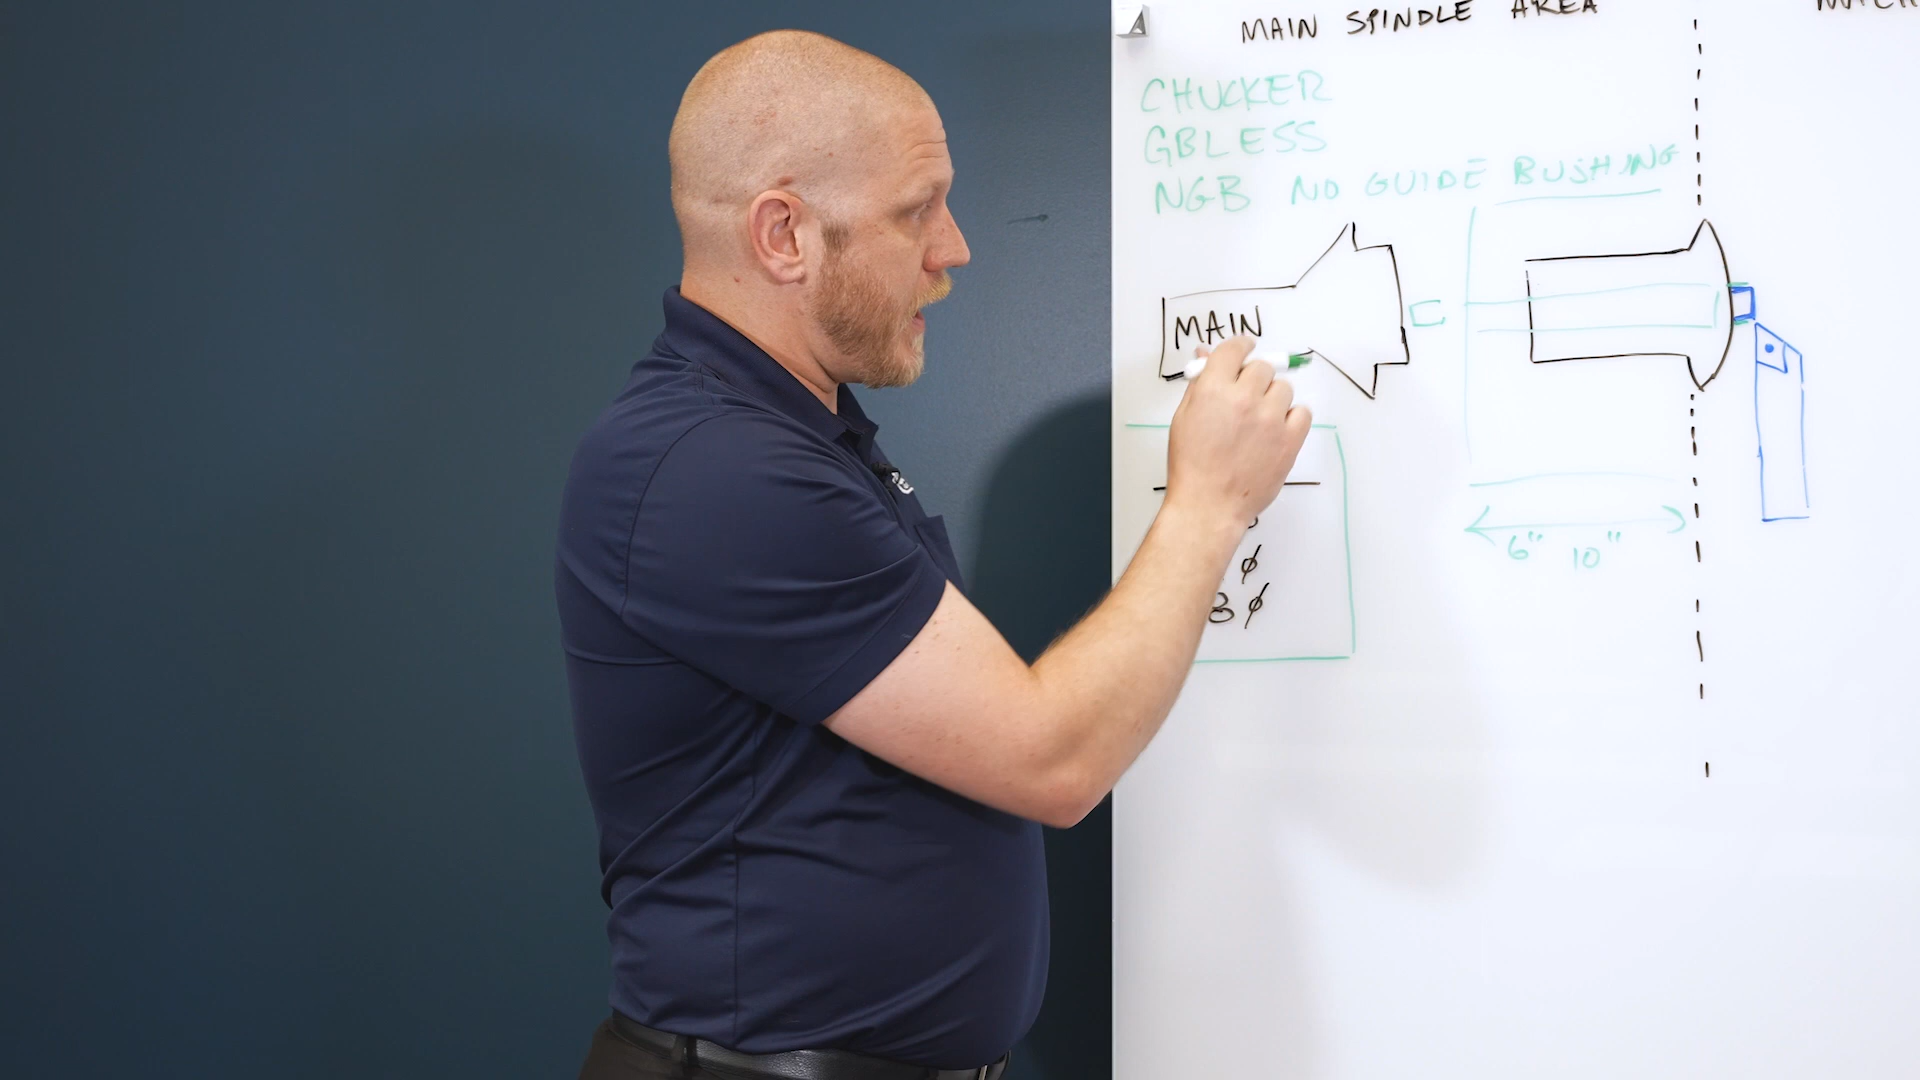 MAIN SPINDLE AREA
CHUCKER
GBLESS
NGB NO GUIDE BUSHING
MAIN
6" 10"